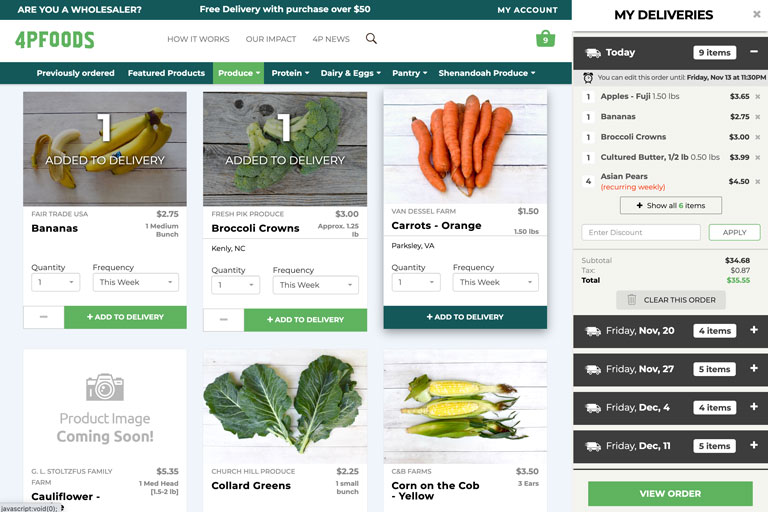 ARE YOU A WHOLESALER?
Free Delivery with purchase over $50
MY ACCOUNT
4PFOODS
HOW IT WORKS
OUR IMPACT
4P NEWS
9
Previously ordered
Featured Products
Produce
Protein
Dairy & Eggs
Pantry
Shenandoah Produce
1
ADDED TO DELIVERY
FAIR TRADE USA
$2.75
Bananas
1 Medium
Bunch
Quantity
Frequency
1
This Week
+ ADD TO DELIVERY
1
ADDED TO DELIVERY
FRESH PIK PRODUCE
$3.00
Broccoli Crowns
Approx. 1.25
lb
Kenly, NC
Quantity
Frequency
1
This Week
+ ADD TO DELIVERY
VAN DESSEL FARM
$1.50
Carrots - Orange
1.50 lbs
Parksley, VA
Quantity
Frequency
1
This Week
+ ADD TO DELIVERY
Product Image
Coming Soon!
G. L. STOLTZFUS FAMILY
FARM
$5.35
1 Med Head
[1.5-2 lb]
Cauliflower -
CHURCH HILL PRODUCE
$2.25
Collard Greens
1 small
bunch
C&B FARMS
$3.50
Corn on the Cob
- Yellow
3 Ears
javascript:void(0);
MY DELIVERIES
×
Today
9 items
–
You can edit this order until: Friday, Nov 13 at 11:30PM
1 Apples - Fuji 1.50 lbs $3.65 ×
1 Bananas $2.75 ×
1 Broccoli Crowns $3.00 ×
1 Cultured Butter, 1/2 lb 0.50 lbs $3.99 ×
4 Asian Pears $4.50 ×
(recurring weekly)
+ Show all 6 items
Enter Discount
APPLY
Subtotal $34.68
Tax: $0.87
Total $35.55
CLEAR THIS ORDER
Friday, Nov, 20 4 items +
Friday, Nov, 27 5 items +
Friday, Dec, 4 4 items +
Friday, Dec, 11 5 items +
VIEW ORDER